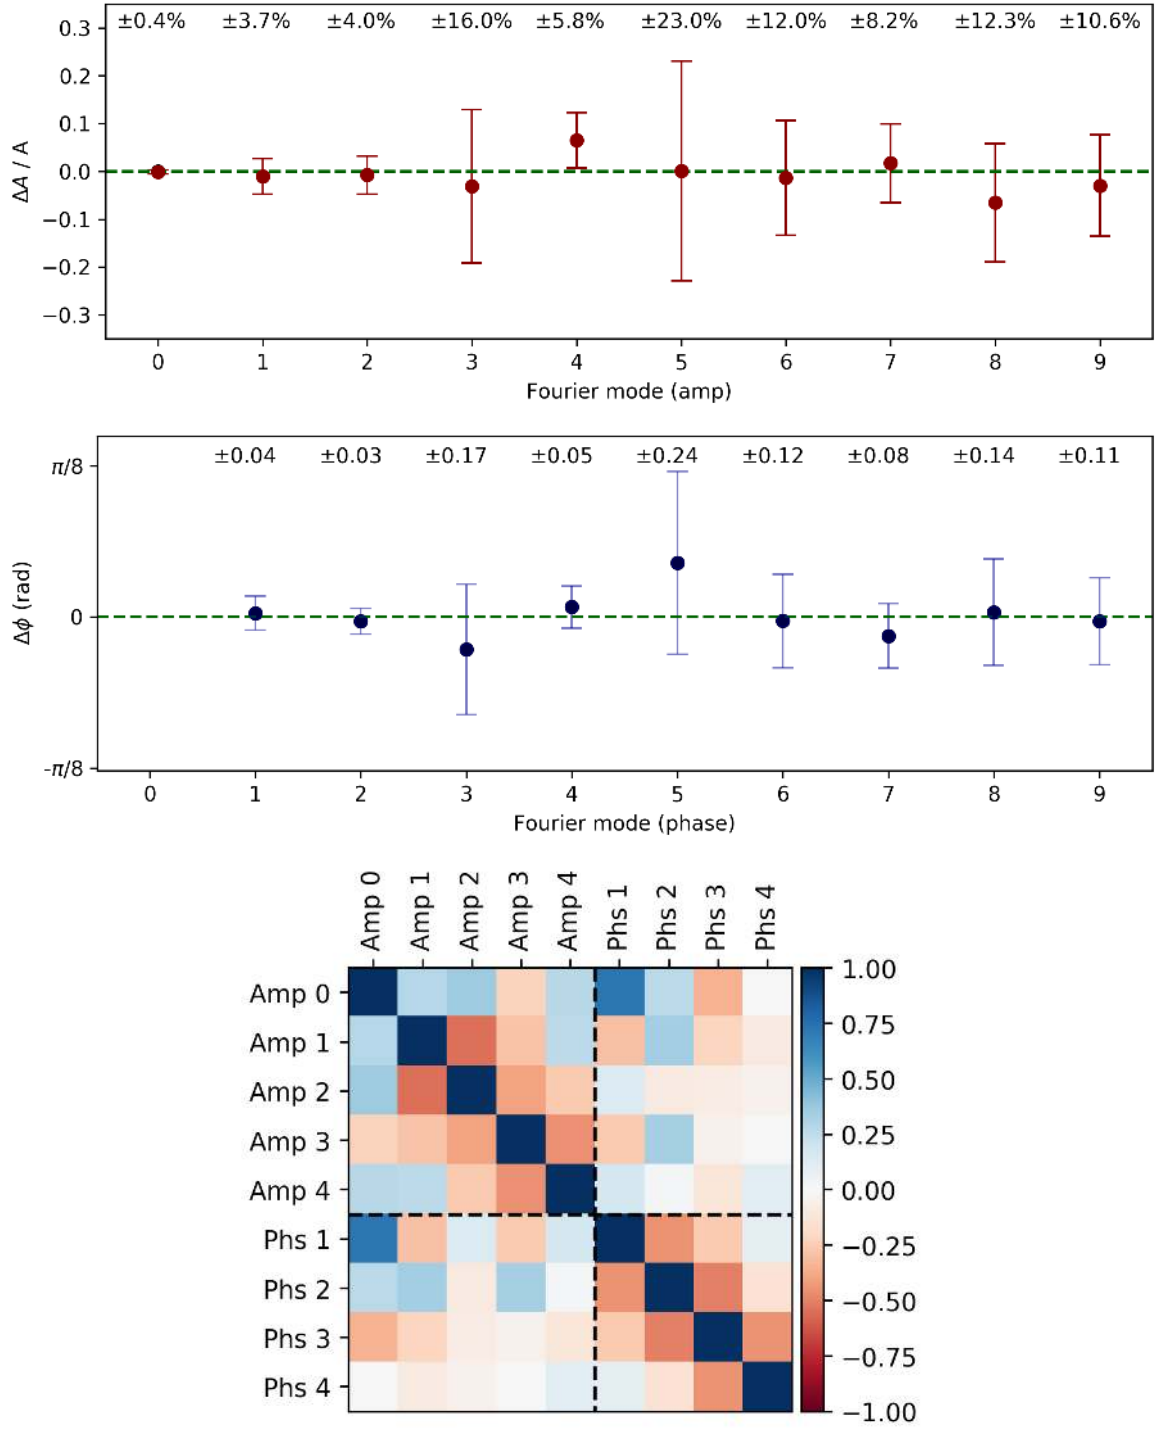 ±0.4% ±3.7% ±4.0% ±16.0% ±5.8% ±23.0% ±12.0% ±8.2% ±12.3% ±10.6%
0.3
0.2
0.1
0.0
−0.1
−0.2
−0.3
ΔA / A
0 1 2 3 4 5 6 7 8 9
Fourier mode (amp)
±0.04 ±0.03 ±0.17 ±0.05 ±0.24 ±0.12 ±0.08 ±0.14 ±0.11
π/8
0
-π/8
Δϕ (rad)
0 1 2 3 4 5 6 7 8 9
Fourier mode (phase)
Amp 0 Amp 1 Amp 2 Amp 3 Amp 4 Phs 1 Phs 2 Phs 3 Phs 4
Amp 0
Amp 1
Amp 2
Amp 3
Amp 4
Phs 1
Phs 2
Phs 3
Phs 4
1.00
0.75
0.50
0.25
0.00
−0.25
−0.50
−0.75
−1.00